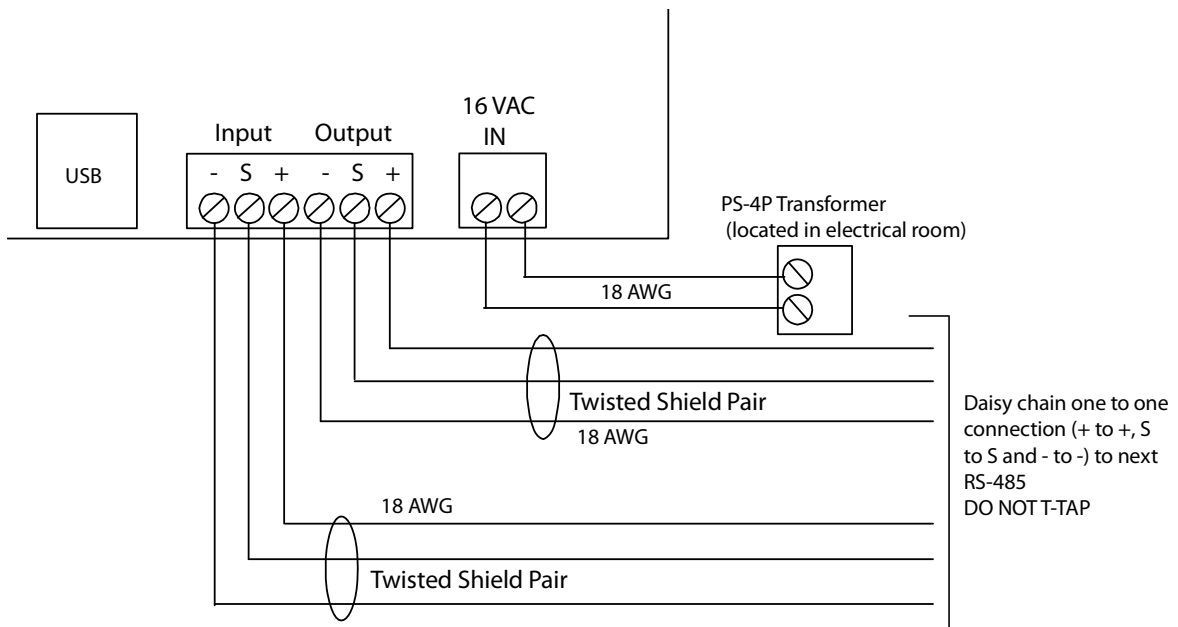 USB
Input Output
- S + - S +
16 VAC
IN
PS-4P Transformer
(located in electrical room)
18 AWG
Twisted Shield Pair
18 AWG
Daisy chain one to one
connection (+ to +, S
to S and - to -) to next
RS-485
DO NOT T-TAP
18 AWG
Twisted Shield Pair